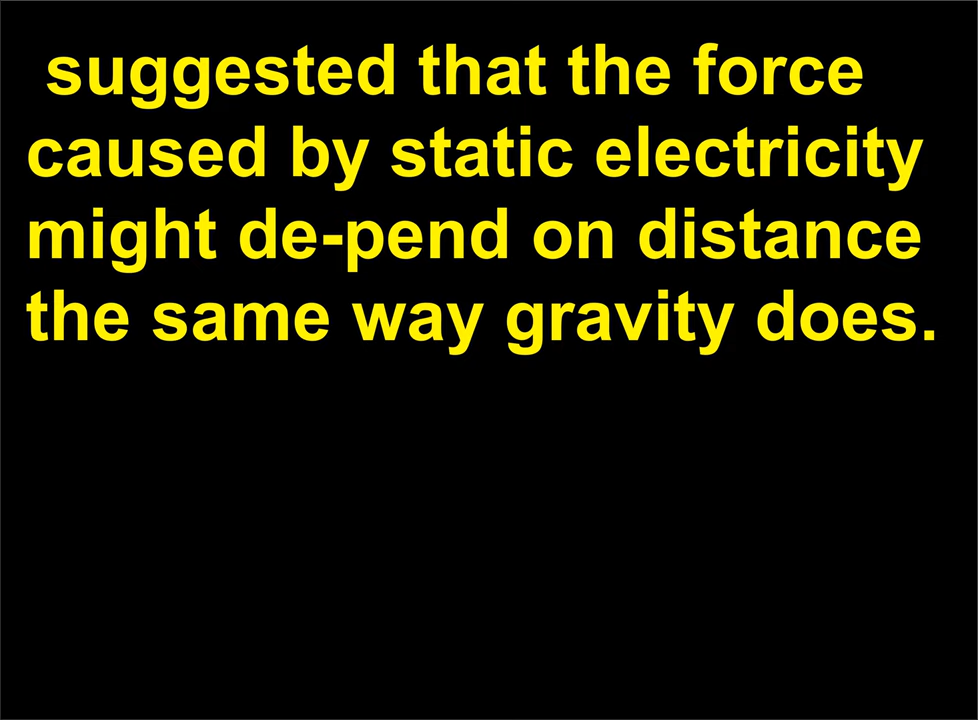 suggested that the force
caused by static electricity
might de-pend on distance
the same way gravity does.